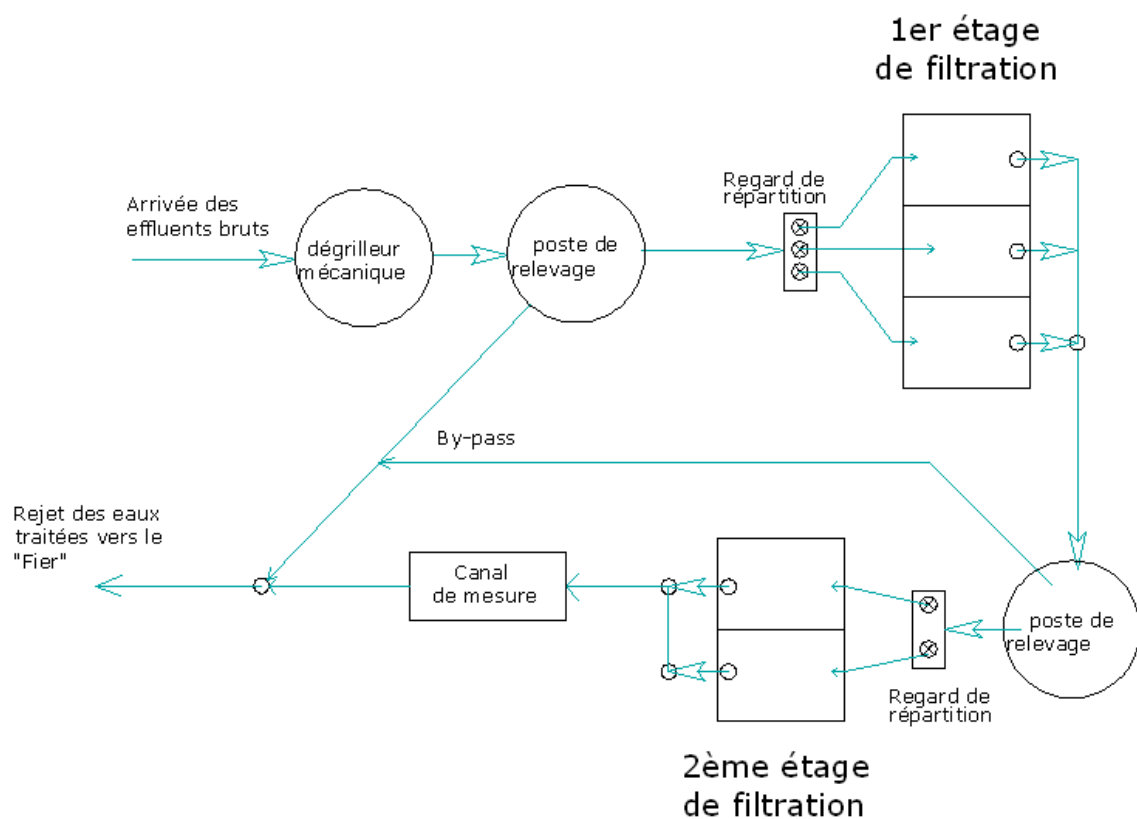 1er étage
de filtration
Regard de
répartition
Arrivée des
effluents bruts
dégrilleur
mécanique
poste de
relevage
By-pass
Rejet des eaux
traitées vers le
"Fier"
Canal
de mesure
poste de
relevage
Regard de
répartition
2ème étage
de filtration